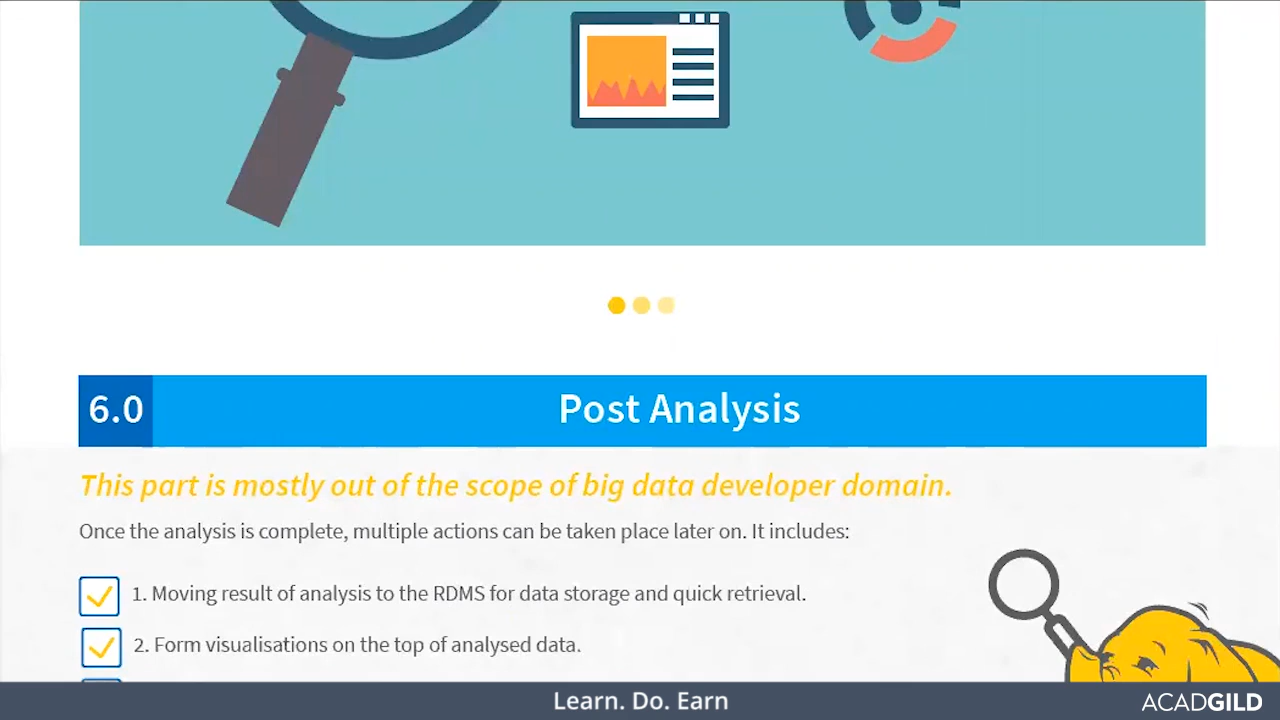 6.0
Post Analysis
This part is mostly out of the scope of big data developer domain.
Once the analysis is complete, multiple actions can be taken place later on. It includes:
1. Moving result of analysis to the RDMS for data storage and quick retrieval.
2. Form visualisations on the top of analysed data.
Learn. Do. Earn
ACADGILD